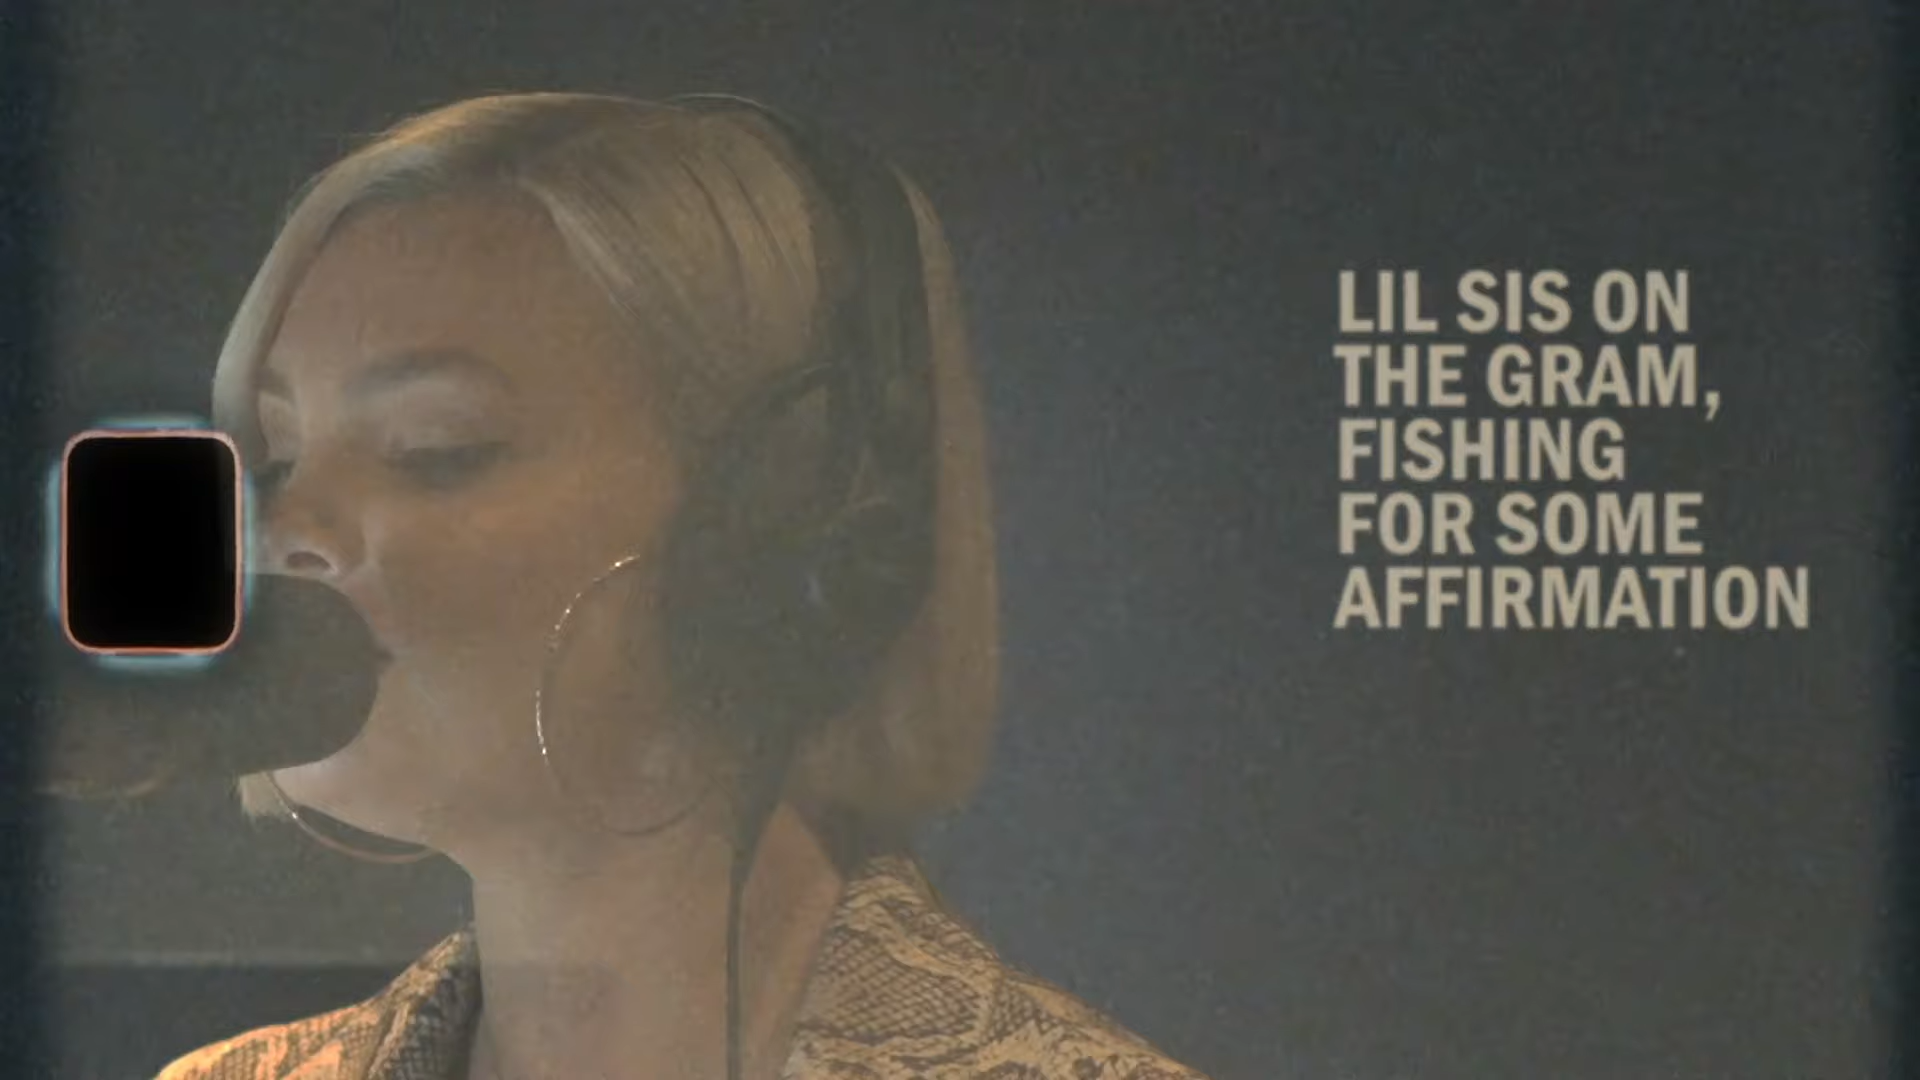 LIL SIS ON
THE GRAM,
FISHING
FOR SOME
AFFIRMATION